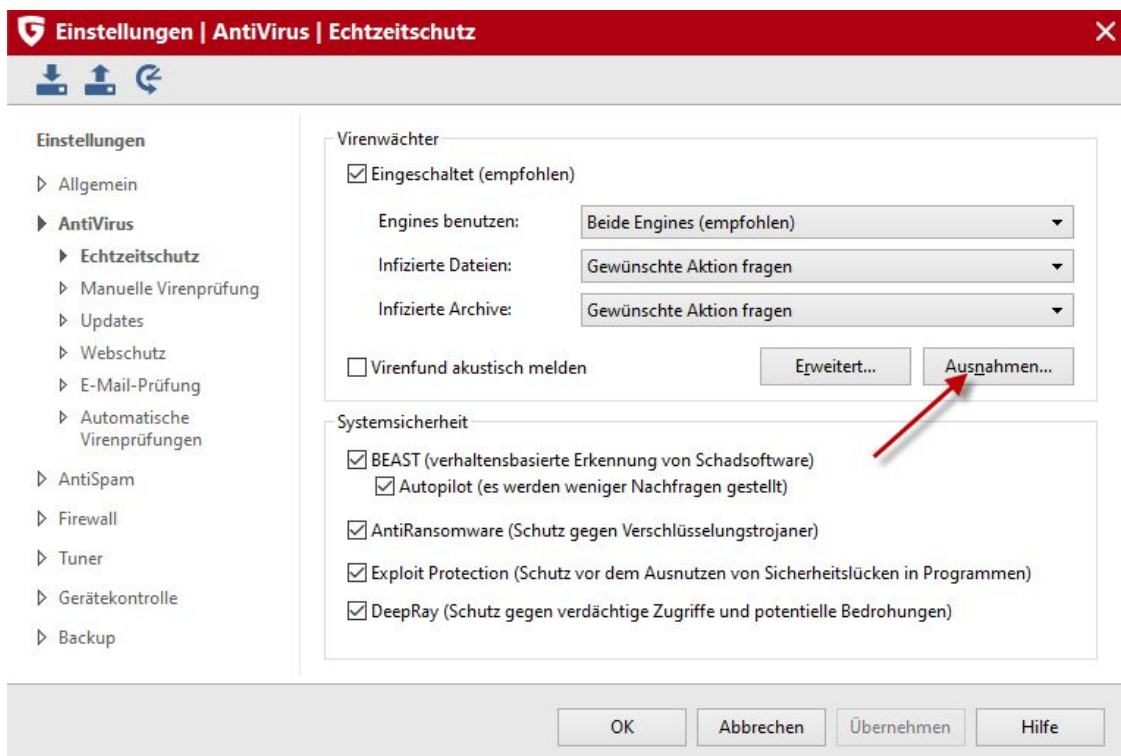 Einstellungen | AntiVirus | Echtzeitschutz
Einstellungen
Allgemein
AntiVirus
Echtzeitschutz
Manuelle Virenprüfung
Updates
Webschutz
E-Mail-Prüfung
Automatische
Virenprüfungen
AntiSpam
Firewall
Tuner
Gerätekontrolle
Backup
Virenwächter
Eingeschaltet (empfohlen)
Engines benutzen: Beide Engines (empfohlen)
Infizierte Dateien: Gewünschte Aktion fragen
Infizierte Archive: Gewünschte Aktion fragen
Virenfund akustisch melden Erweitert... Ausnahmen...
Systemsicherheit
BEAST (verhaltensbasierte Erkennung von Schadsoftware)
Autopilot (es werden weniger Nachfragen gestellt)
AntiRansomware (Schutz gegen Verschlüsselungstrojaner)
Exploit Protection (Schutz vor dem Ausnutzen von Sicherheitslücken in Programmen)
DeepRay (Schutz gegen verdächtige Zugriffe und potentielle Bedrohungen)
OK Abbrechen Übernehmen Hilfe